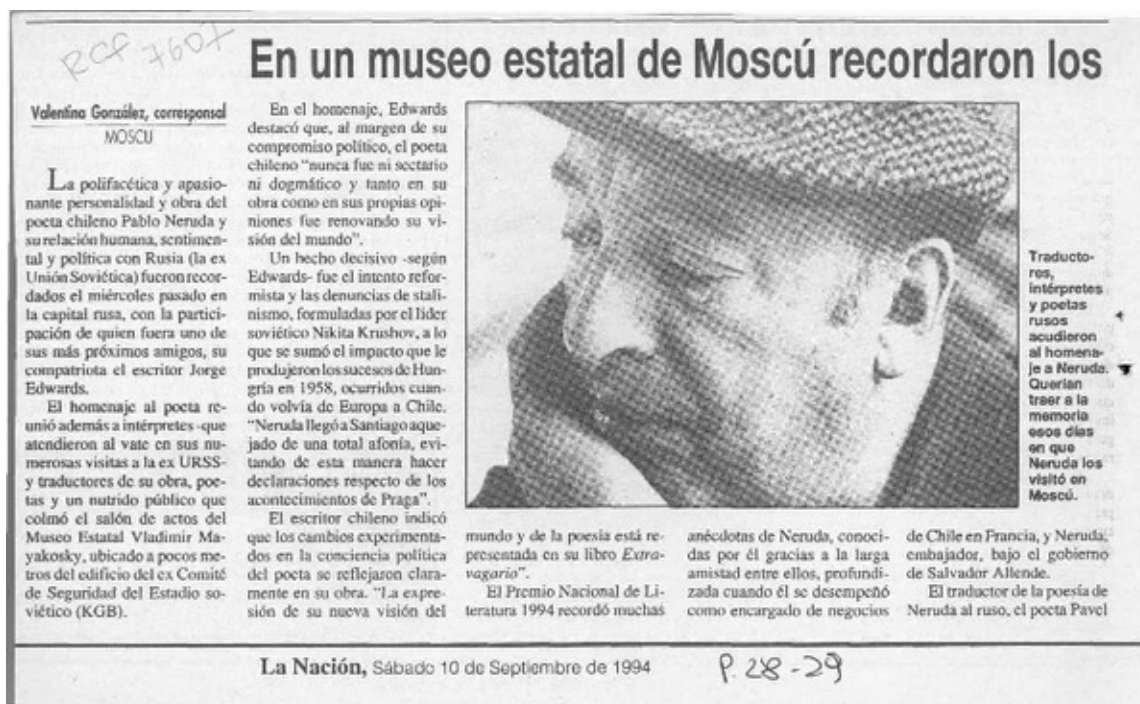 RCF 7607
En un museo estatal de Moscú recordaron los
Valentina González, corresponsal
MOSCU
La polifacética y apasio-
nante personalidad y obra del
poeta chileno Pablo Neruda y
su relación humana, sentimen-
tal y política con Rusia (la ex
Unión Soviética) fueron recor-
dados el miércoles pasado en
la capital rusa, con la partici-
pación de quien fuera uno de
sus más próximos amigos, su
compatriota el escritor Jorge
Edwards.
El homenaje al poeta re-
unió además a intérpretes -que
atendieron al vate en sus nu-
merosas visitas a la ex URSS-
y traductores de su obra, poe-
tas y un nutrido público que
colmó el salón de actos del
Museo Estatal Vladimir Ma-
yakosky, ubicado a pocos me-
tros del edificio del ex Comité
de Seguridad del Estadio so-
viético (KGB).
En el homenaje, Edwards
destacó que, al margen de su
compromiso político, el poeta
chileno "nunca fue ni sectario
ni dogmático y tanto en su
obra como en sus propias opi-
niones fue renovando su vi-
sión del mundo".
Un hecho decisivo -según
Edwards- fue el intento refor-
mista y las denuncias de stali-
nismo, formuladas por el líder
soviético Nikita Krushov, a lo
que se sumó el impacto que le
produjeron los sucesos de Hun-
gría en 1958, ocurridos cuan-
do volvía de Europa a Chile.
"Neruda llegó a Santiago aque-
jado de una total afonía, evi-
tando de esta manera hacer
declaraciones respecto de los
acontecimientos de Praga".
El escritor chileno indicó
que los cambios experimenta-
dos en la conciencia política
del poeta se reflejaron clara-
mente en su obra. "La expre-
sión de su nueva visión del
mundo y de la poesía está re-
presentada en su libro Extra-
vagario".
El Premio Nacional de Li-
teratura 1994 recordó muchas
anécdotas de Neruda, conoci-
das por él gracias a la larga
amistad entre ellos, profundi-
zada cuando él se desempeñó
como encargado de negocios
de Chile en Francia, y Neruda,
embajador, bajo el gobierno
de Salvador Allende.
El traductor de la poesía de
Neruda al ruso, el poeta Pavel
Traducto-
res,
intérpretes
y poetas
rusos
acudieron
al homena-
je a Neruda.
Querían
traer a la
memoria
esos días
en que
Neruda los
visitó en
Moscú.
La Nación, Sábado 10 de Septiembre de 1994
P. 28-29